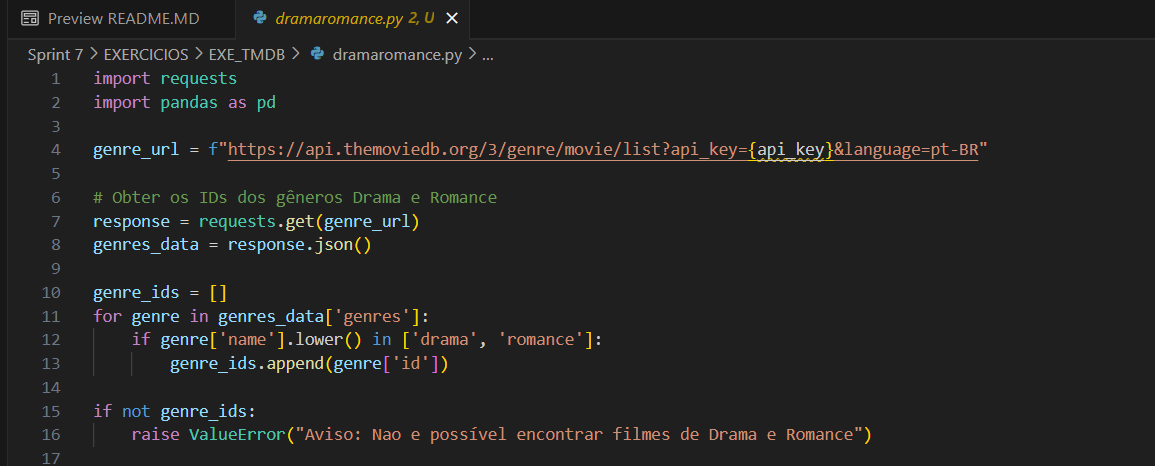 Preview README.MD
dramaromance.py 2, U
Sprint 7 > EXERCICIOS > EXE_TMDB > dramaromance.py > ...
1 import requests
2 import pandas as pd
3
4 genre_url = f"https://api.themoviedb.org/3/genre/movie/list?api_key={api_key}&language=pt-BR"
5
6 # Obter os IDs dos gêneros Drama e Romance
7 response = requests.get(genre_url)
8 genres_data = response.json()
9
10 genre_ids = []
11 for genre in genres_data['genres']:
12     if genre['name'].lower() in ['drama', 'romance']:
13         genre_ids.append(genre['id'])
14
15 if not genre_ids:
16     raise ValueError("Aviso: Nao e possível encontrar filmes de Drama e Romance")
17